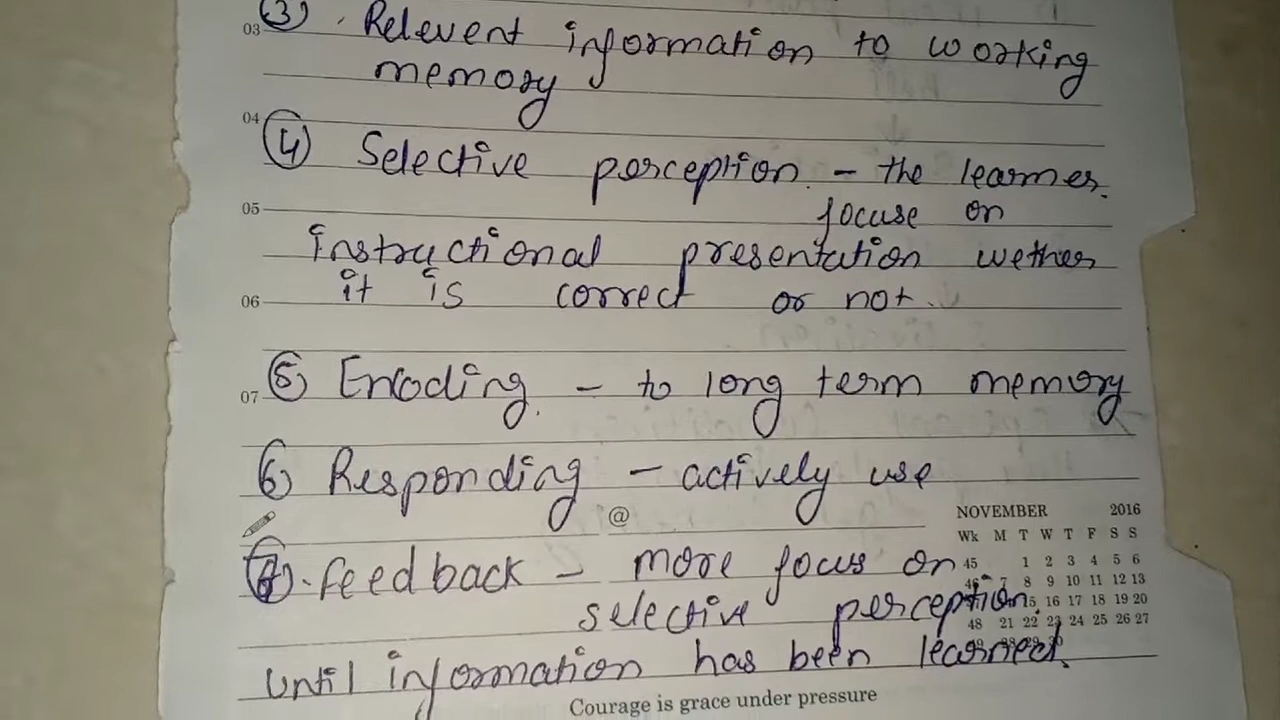 03 (3) . Relevent information to working
memory
04
(4) Selective perception. - the learner.
05 focuse on
instructional presentation wether
06 it is correct or not.
07 (5) Encoding. - to long term memory
(6) Responding - actively use
@
NOVEMBER 2016
Wk M T W T F S S
(7). feedback - more focus on
45 1 2 3 4 5 6
46 7 8 9 10 11 12 13
selective perception.
15 16 17 18 19 20
48 21 22 23 24 25 26 27
until information has been learned.
Courage is grace under pressure